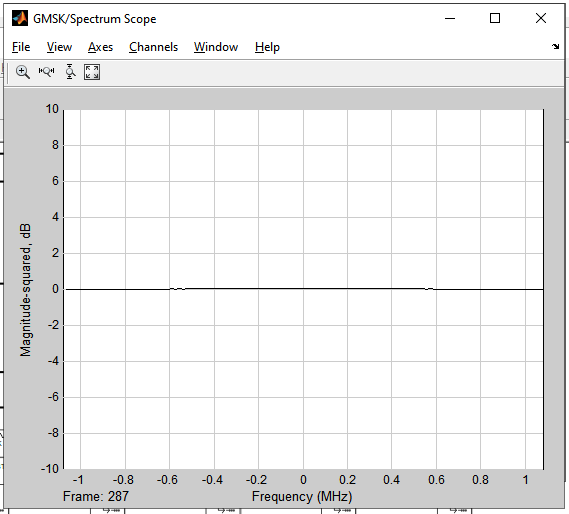 GMSK/Spectrum Scope
File View Axes Channels Window Help
10
8
6
4
2
0
-2
-4
-6
-8
-10
Magnitude-squared, dB
-1 -0.8 -0.6 -0.4 -0.2 0 0.2 0.4 0.6 0.8 1
Frame: 287 Frequency (MHz)